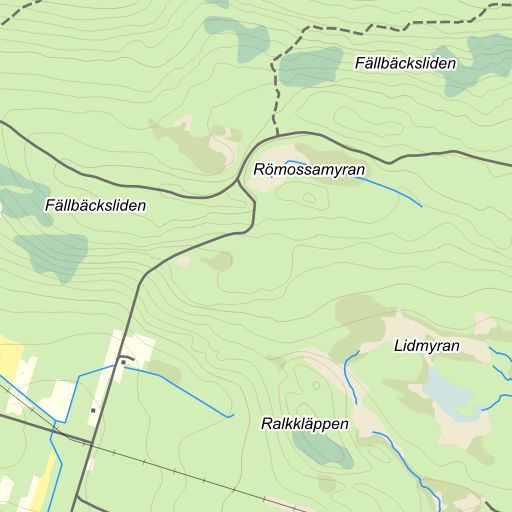 Fällbäcksliden
Römossamyran
Fällbäcksliden
Lidmyran
Ralkkläppen